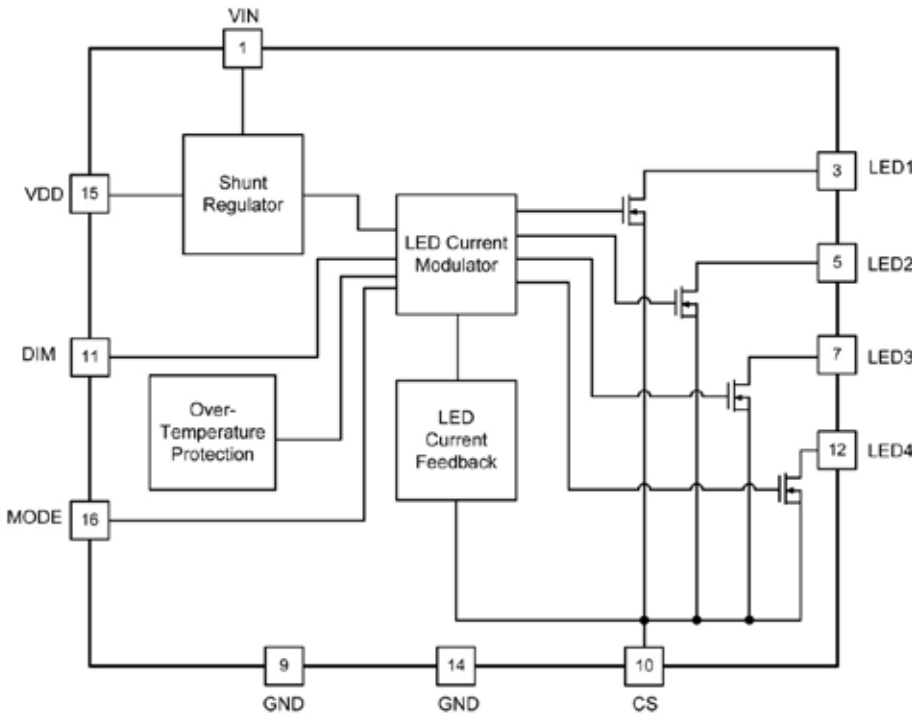 VIN
1
Shunt
Regulator
VDD
15
LED Current
Modulator
3
LED1
5
LED2
DIM
11
7
LED3
Over-
Temperature
Protection
LED
Current
Feedback
12
LED4
MODE
16
9
14
10
GND
GND
CS